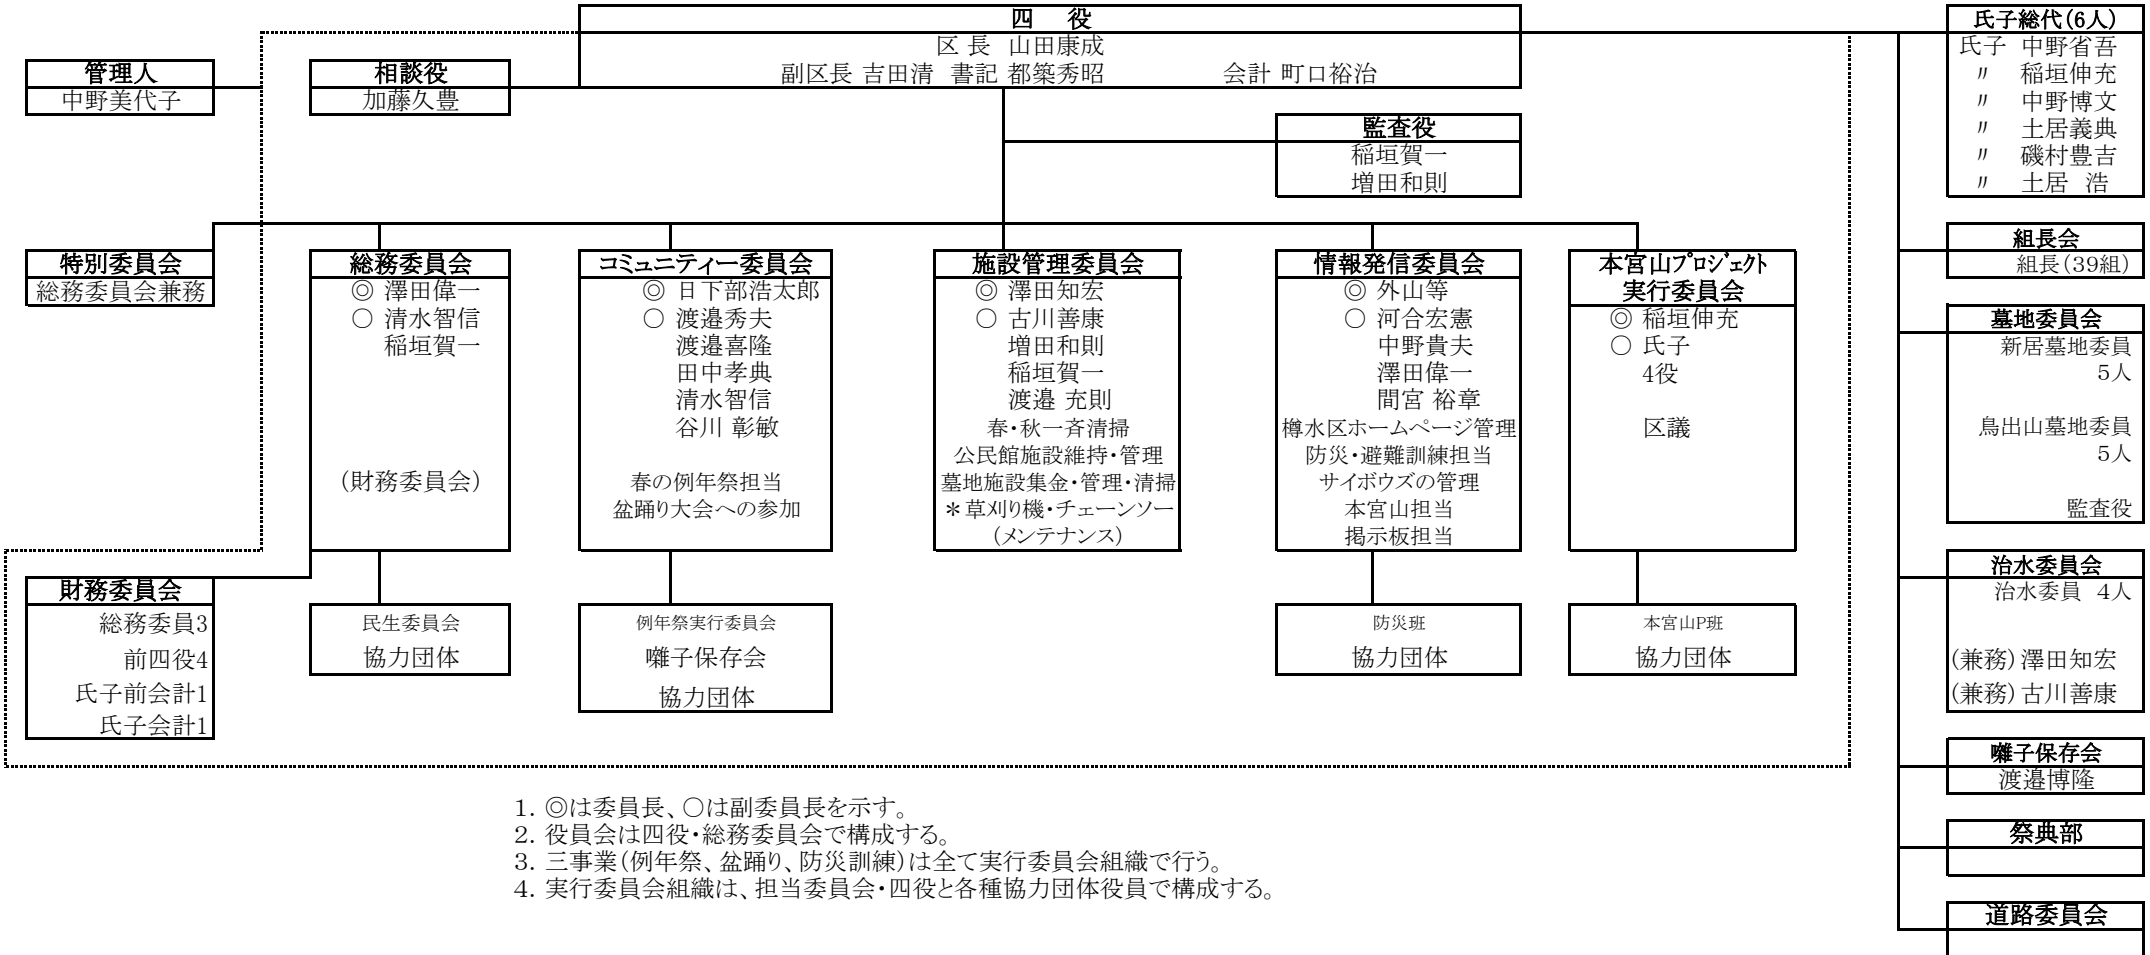 四　役
区 長　山田康成
副区長 吉田清　書記 都築秀昭　会計 町口裕治
管理人
中野美代子
相談役
加藤久豊
監査役
稲垣賀一
増田和則
氏子総代(6人)
氏子　中野省吾
〃　稲垣伸充
〃　中野博文
〃　土居義典
〃　磯村豊吉
〃　土居　浩
特別委員会
総務委員会兼務
総務委員会
◎ 澤田偉一
○ 清水智信
稲垣賀一
(財務委員会)
コミュニティー委員会
◎ 日下部浩太郎
○ 渡邉秀夫
渡邉喜隆
田中孝典
清水智信
谷川 彰敏
春の例年祭担当
盆踊り大会への参加
施設管理委員会
◎ 澤田知宏
○ 古川善康
増田和則
稲垣賀一
渡邉 充則
春・秋一斉清掃
公民館施設維持・管理
墓地施設集金・管理・清掃
＊草刈り機・チェーンソー
(メンテナンス)
情報発信委員会
◎ 外山等
○ 河合宏憲
中野貴夫
澤田偉一
間宮 裕章
樽水区ホームページ管理
防災・避難訓練担当
サイボウズの管理
本宮山担当
掲示板担当
本宮山プロジェクト
実行委員会
◎ 稲垣伸充
○ 氏子
4役
区議
組長会
組長(39組)
墓地委員会
新居墓地委員
5人
鳥出山墓地委員
5人
監査役
財務委員会
総務委員3
前四役4
氏子前会計1
氏子会計1
民生委員会
協力団体
例年祭実行委員会
囃子保存会
協力団体
防災班
協力団体
本宮山P班
協力団体
治水委員会
治水委員　4人
(兼務)澤田知宏
(兼務)古川善康
囃子保存会
渡邉博隆
祭典部
道路委員会
1. ◎は委員長、○は副委員長を示す。
2. 役員会は四役・総務委員会で構成する。
3. 三事業(例年祭、盆踊り、防災訓練)は全て実行委員会組織で行う。
4. 実行委員会組織は、担当委員会・四役と各種協力団体役員で構成する。